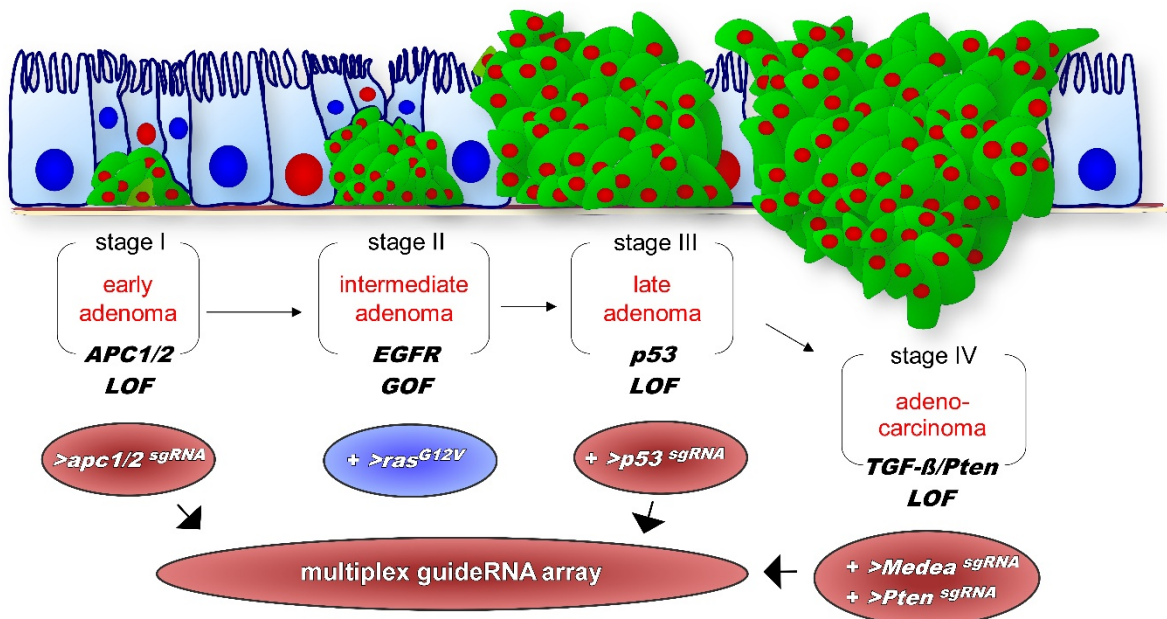 stage I
early
adenoma
APC1/2
LOF
>apc1/2 sgRNA
stage II
intermediate
adenoma
EGFR
GOF
+ >rasG12V
stage III
late
adenoma
p53
LOF
+ >p53 sgRNA
stage IV
adeno-
carcinoma
TGF-ß/Pten
LOF
+ >Medea sgRNA
+ >Pten sgRNA
multiplex guideRNA array